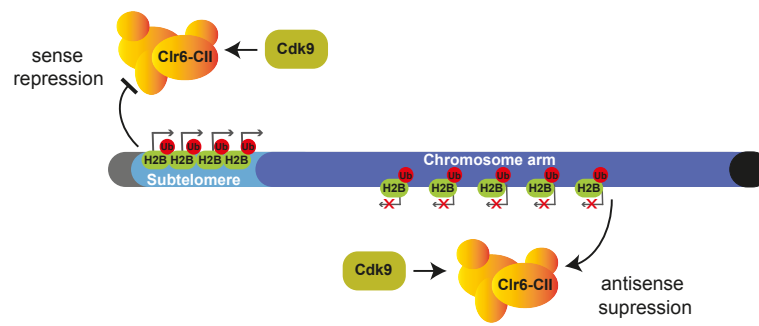 sense
repression
Clr6-CII
Cdk9
Ub Ub Ub Ub
H2B H2B H2B H2B
Subtelomere
Chromosome arm
Ub Ub Ub Ub Ub
H2B H2B H2B H2B H2B
Cdk9
Clr6-CII
antisense
supression